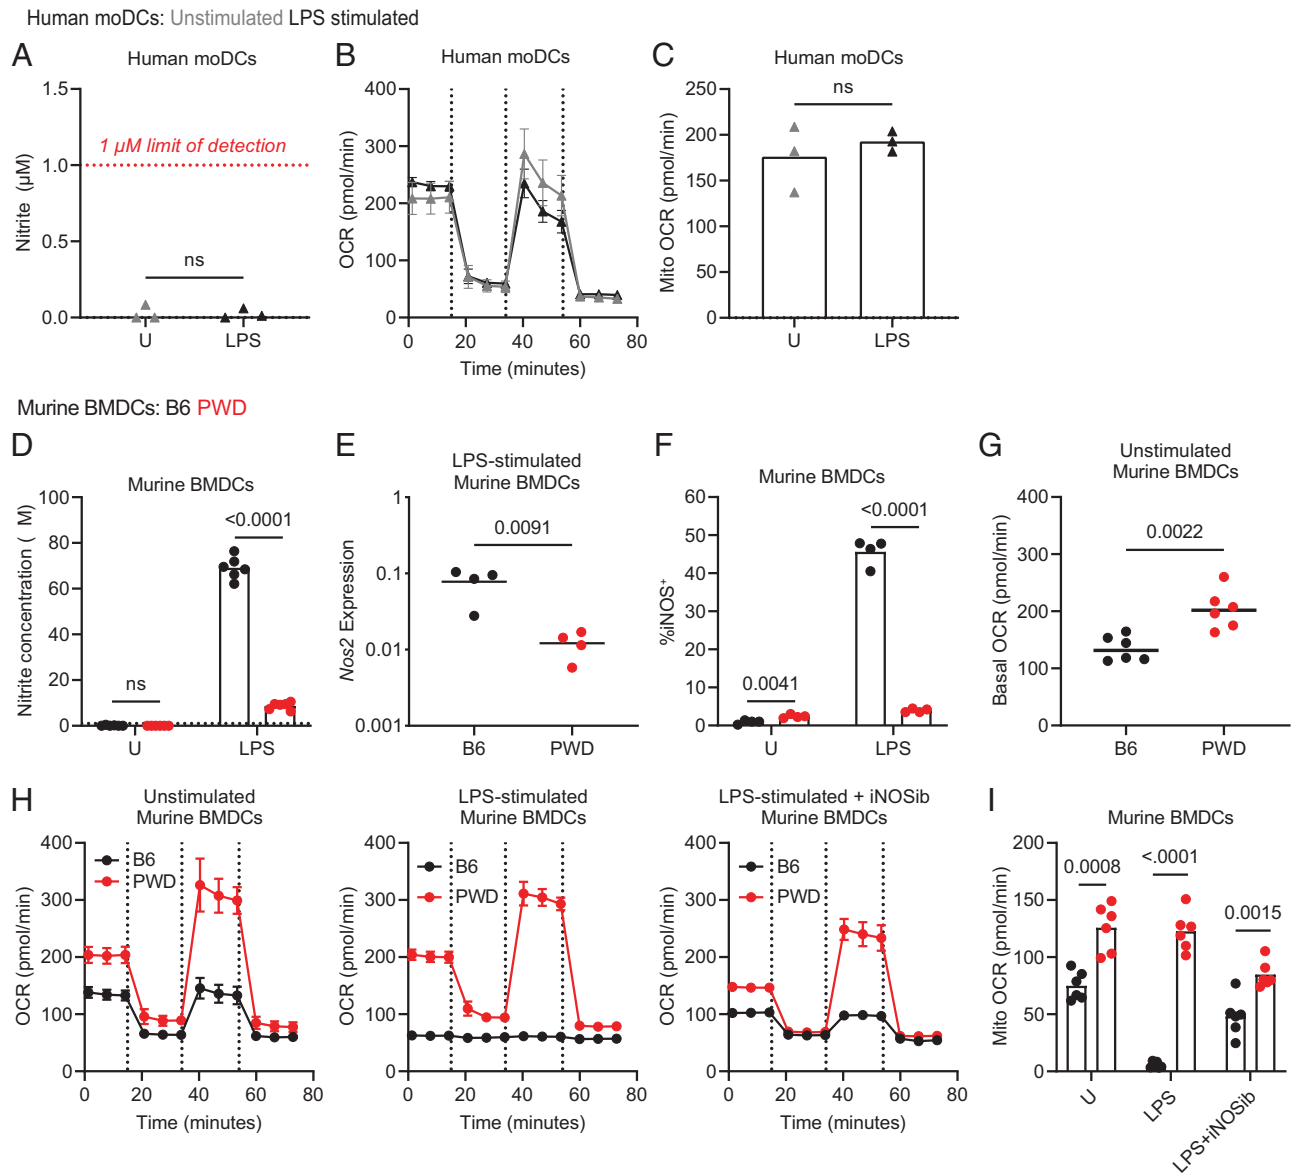 Human moDCs: Unstimulated LPS stimulated
A
Human moDCs
Nitrite (µM)
1.5
1.0
0.5
0.0
1 µM limit of detection
ns
U
LPS
B
Human moDCs
OCR (pmol/min)
400
300
200
100
0
0
20
40
60
80
Time (minutes)
C
Human moDCs
Mito OCR (pmol/min)
250
200
150
100
50
0
ns
U
LPS
Murine BMDCs: B6 PWD
D
Murine BMDCs
Nitrite concentration ( M)
100
80
60
40
20
0
<0.0001
ns
U
LPS
E
LPS-stimulated
Murine BMDCs
Nos2 Expression
1
0.1
0.01
0.001
0.0091
B6
PWD
F
Murine BMDCs
%iNOS⁺
60
50
40
30
20
10
0
<0.0001
0.0041
U
LPS
G
Unstimulated
Murine BMDCs
Basal OCR (pmol/min)
400
300
200
100
0
0.0022
B6
PWD
H
Unstimulated
Murine BMDCs
OCR (pmol/min)
400
300
200
100
0
B6
PWD
0
20
40
60
80
Time (minutes)
LPS-stimulated
Murine BMDCs
OCR (pmol/min)
400
300
200
100
0
B6
PWD
0
20
40
60
80
Time (minutes)
LPS-stimulated + iNOSib
Murine BMDCs
OCR (pmol/min)
400
300
200
100
0
B6
PWD
0
20
40
60
80
Time (minutes)
I
Murine BMDCs
Mito OCR (pmol/min)
200
150
100
50
0
0.0008
<.0001
0.0015
U
LPS
LPS+iNOSib